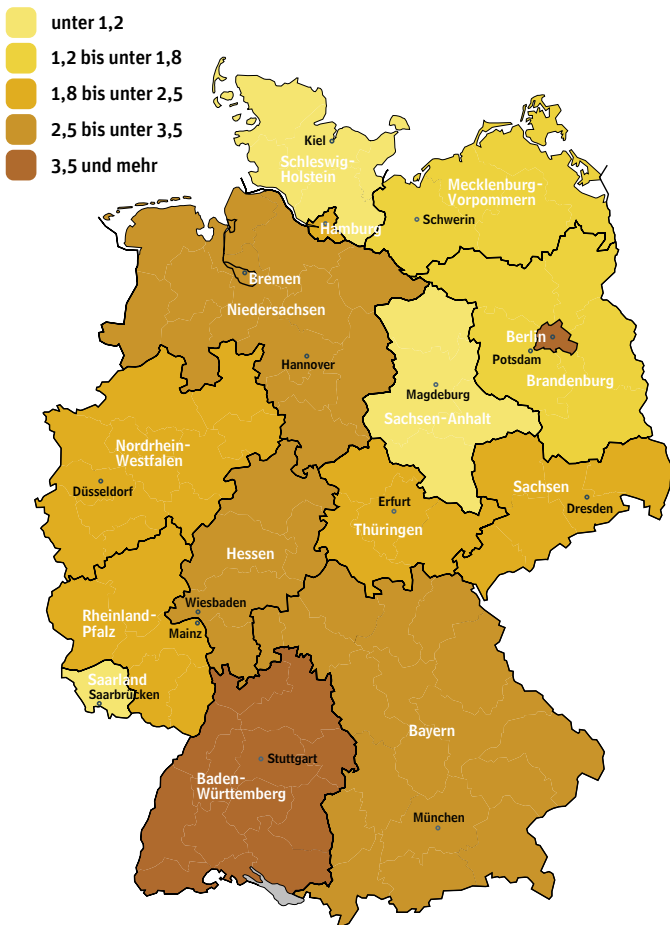 unter 1,2
1,2 bis unter 1,8
1,8 bis unter 2,5
2,5 bis unter 3,5
3,5 und mehr
Kiel
Schleswig-
Holstein
Mecklenburg-
Vorpommern
Schwerin
Hamburg
Bremen
Niedersachsen
Hannover
Berlin
Potsdam
Brandenburg
Magdeburg
Sachsen-Anhalt
Nordrhein-
Westfalen
Düsseldorf
Erfurt
Thüringen
Sachsen
Dresden
Hessen
Wiesbaden
Mainz
Rheinland-
Pfalz
Saarland
Saarbrücken
Bayern
Stuttgart
Baden-
Württemberg
München